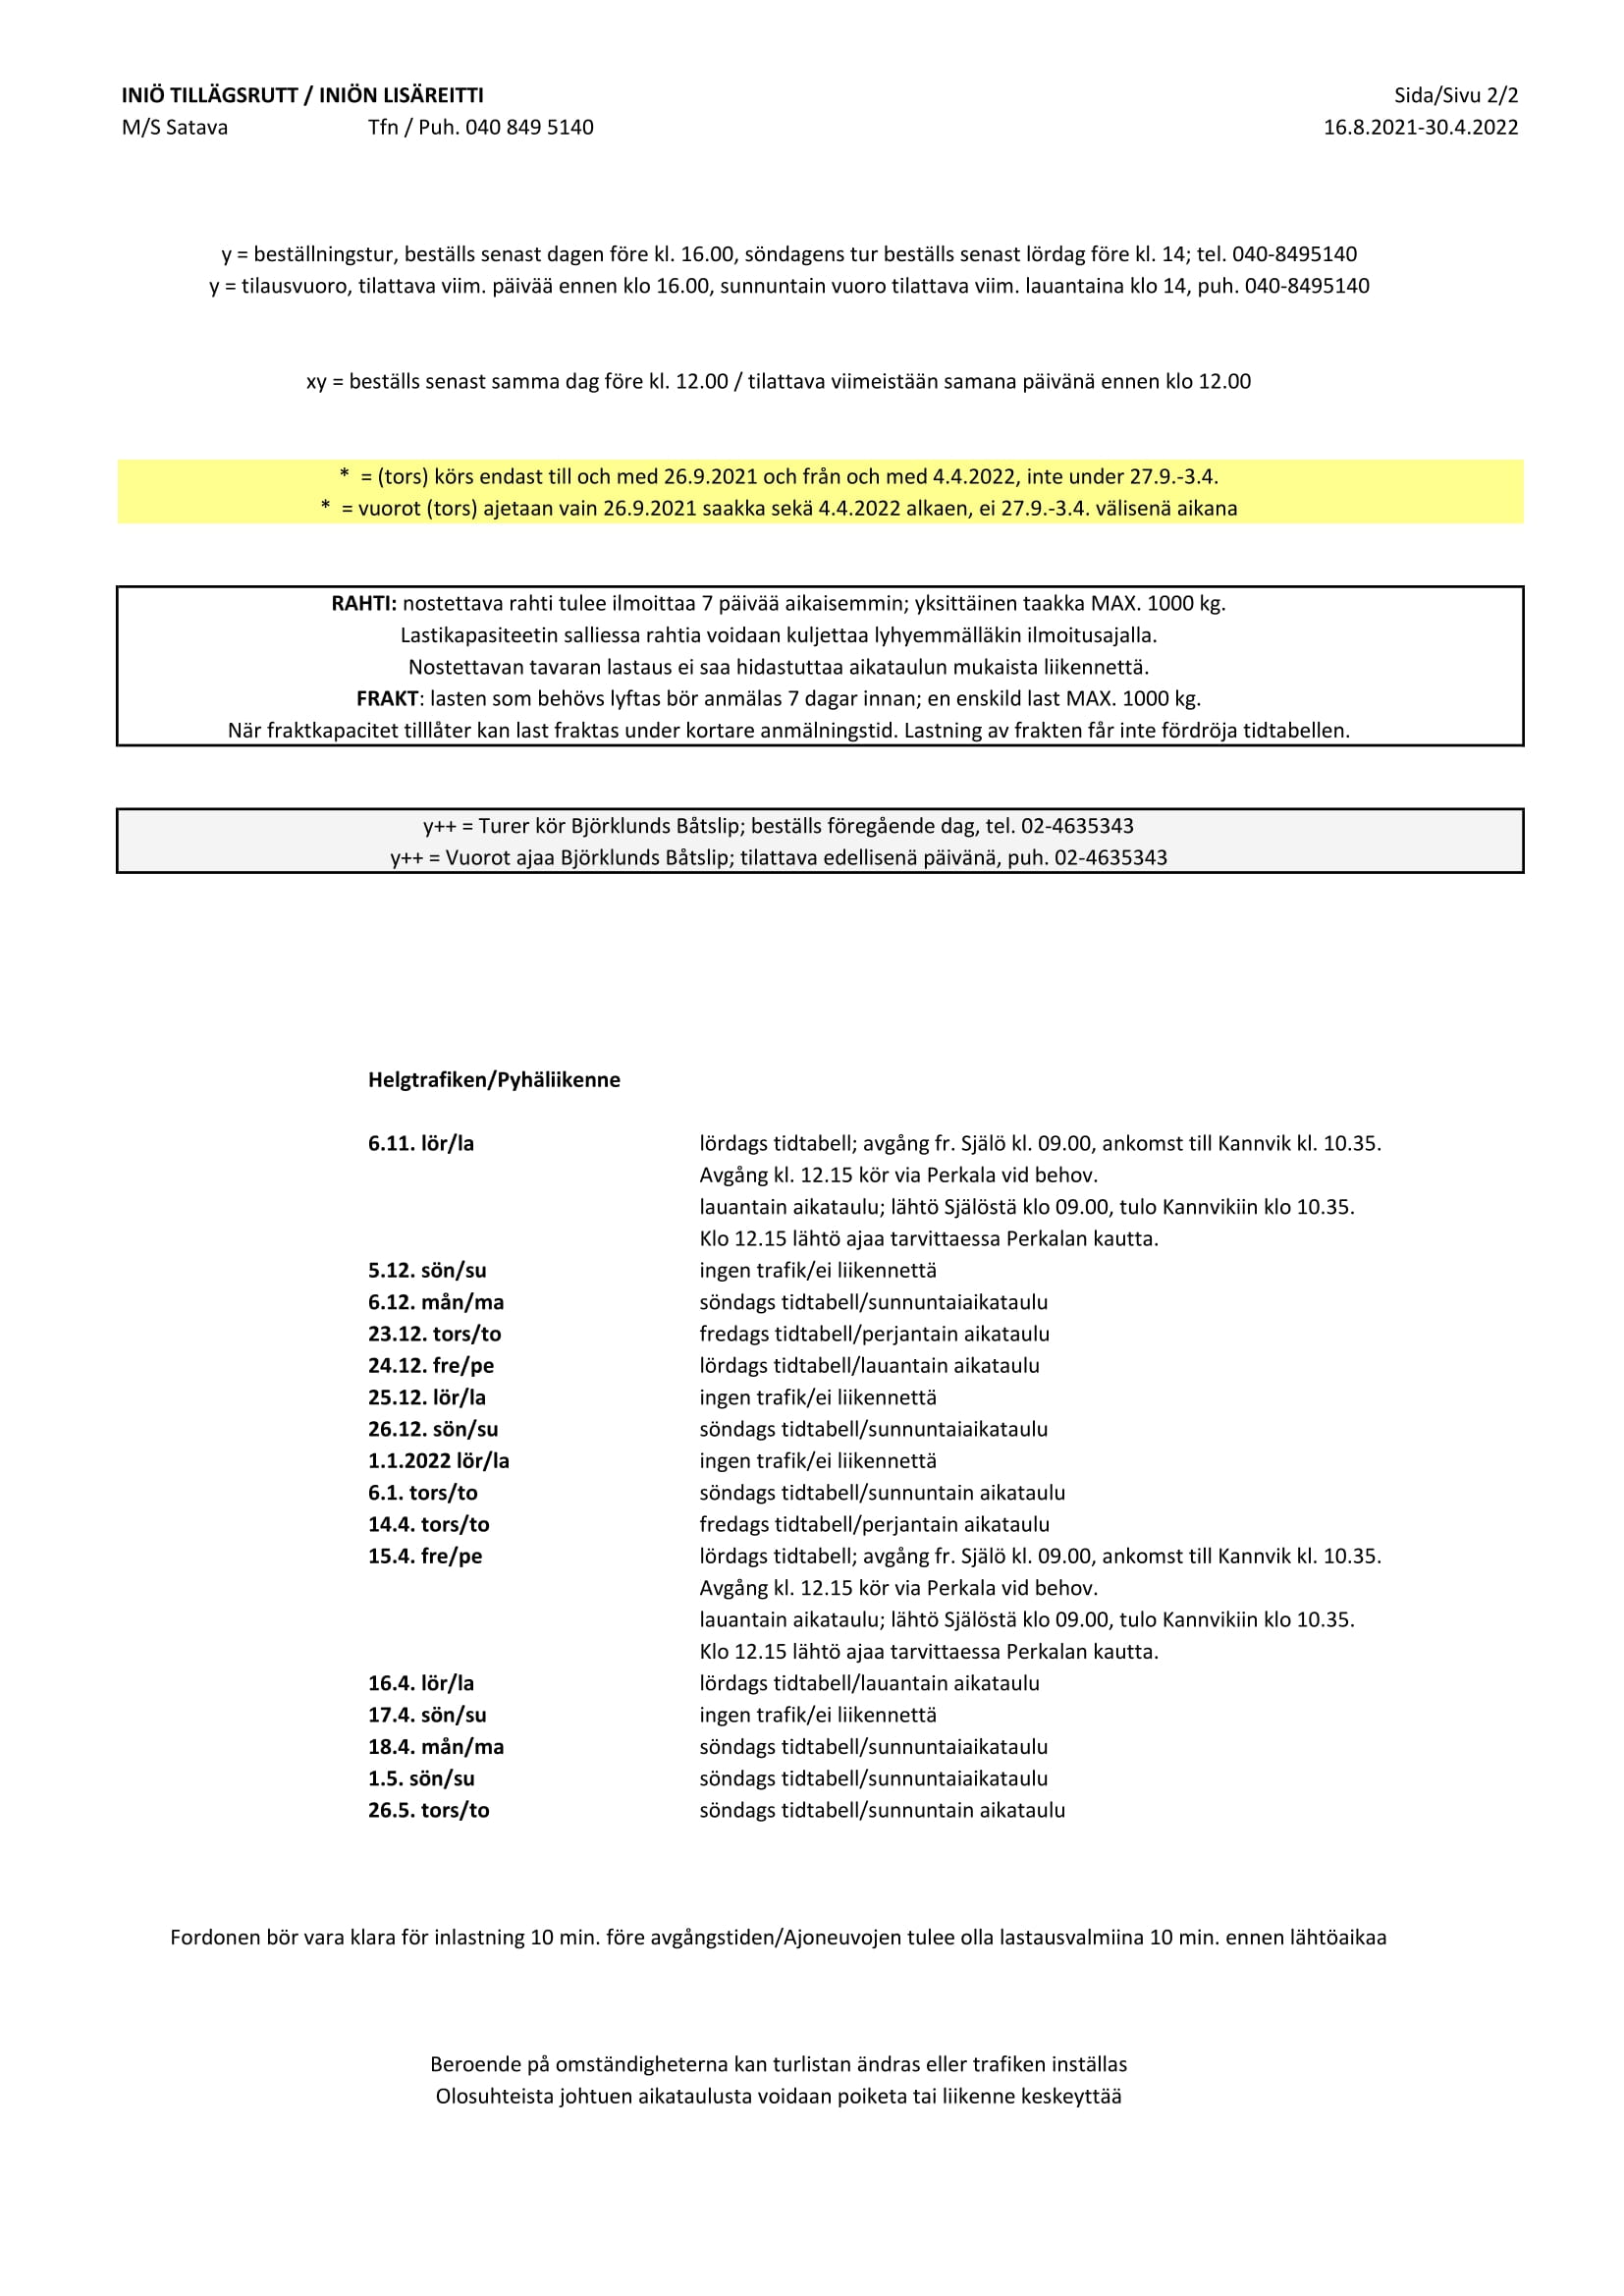 INIÖ TILLÄGSRUTT / INIÖN LISÄREITTI Sida/Sivu 2/2
M/S Satava Tfn / Puh. 040 849 5140 16.8.2021-30.4.2022
y = beställningstur, beställs senast dagen före kl. 16.00, söndagens tur beställs senast lördag före kl. 14; tel. 040-8495140
y = tilausvuoro, tilattava viim. päivää ennen klo 16.00, sunnuntain vuoro tilattava viim. lauantaina klo 14, puh. 040-8495140
xy = beställs senast samma dag före kl. 12.00 / tilattava viimeistään samana päivänä ennen klo 12.00
* = (tors) körs endast till och med 26.9.2021 och från och med 4.4.2022, inte under 27.9.-3.4.
* = vuorot (tors) ajetaan vain 26.9.2021 saakka sekä 4.4.2022 alkaen, ei 27.9.-3.4. välisenä aikana
RAHTI: nostettava rahti tulee ilmoittaa 7 päivää aikaisemmin; yksittäinen taakka MAX. 1000 kg.
Lastikapasiteetin salliessa rahtia voidaan kuljettaa lyhyemmälläkin ilmoitusajalla.
Nostettavan tavaran lastaus ei saa hidastuttaa aikataulun mukaista liikennettä.
FRAKT: lasten som behövs lyftas bör anmälas 7 dagar innan; en enskild last MAX. 1000 kg.
När fraktkapacitet tilllåter kan last fraktas under kortare anmälningstid. Lastning av frakten får inte fördröja tidtabellen.
y++ = Turer kör Björklunds Båtslip; beställs föregående dag, tel. 02-4635343
y++ = Vuorot ajaa Björklunds Båtslip; tilattava edellisenä päivänä, puh. 02-4635343
Helgtrafiken/Pyhäliikenne
6.11. lör/la lördags tidtabell; avgång fr. Själö kl. 09.00, ankomst till Kannvik kl. 10.35.
Avgång kl. 12.15 kör via Perkala vid behov.
lauantain aikataulu; lähtö Själöstä klo 09.00, tulo Kannvikiin klo 10.35.
Klo 12.15 lähtö ajaa tarvittaessa Perkalan kautta.
5.12. sön/su ingen trafik/ei liikennettä
6.12. mån/ma söndags tidtabell/sunnuntaiaikataulu
23.12. tors/to fredags tidtabell/perjantain aikataulu
24.12. fre/pe lördags tidtabell/lauantain aikataulu
25.12. lör/la ingen trafik/ei liikennettä
26.12. sön/su söndags tidtabell/sunnuntaiaikataulu
1.1.2022 lör/la ingen trafik/ei liikennettä
6.1. tors/to söndags tidtabell/sunnuntain aikataulu
14.4. tors/to fredags tidtabell/perjantain aikataulu
15.4. fre/pe lördags tidtabell; avgång fr. Själö kl. 09.00, ankomst till Kannvik kl. 10.35.
Avgång kl. 12.15 kör via Perkala vid behov.
lauantain aikataulu; lähtö Själöstä klo 09.00, tulo Kannvikiin klo 10.35.
Klo 12.15 lähtö ajaa tarvittaessa Perkalan kautta.
16.4. lör/la lördags tidtabell/lauantain aikataulu
17.4. sön/su ingen trafik/ei liikennettä
18.4. mån/ma söndags tidtabell/sunnuntaiaikataulu
1.5. sön/su söndags tidtabell/sunnuntaiaikataulu
26.5. tors/to söndags tidtabell/sunnuntain aikataulu
Fordonen bör vara klara för inlastning 10 min. före avgångstiden/Ajoneuvojen tulee olla lastausvalmiina 10 min. ennen lähtöaikaa
Beroende på omständigheterna kan turlistan ändras eller trafiken inställas
Olosuhteista johtuen aikataulusta voidaan poiketa tai liikenne keskeyttää